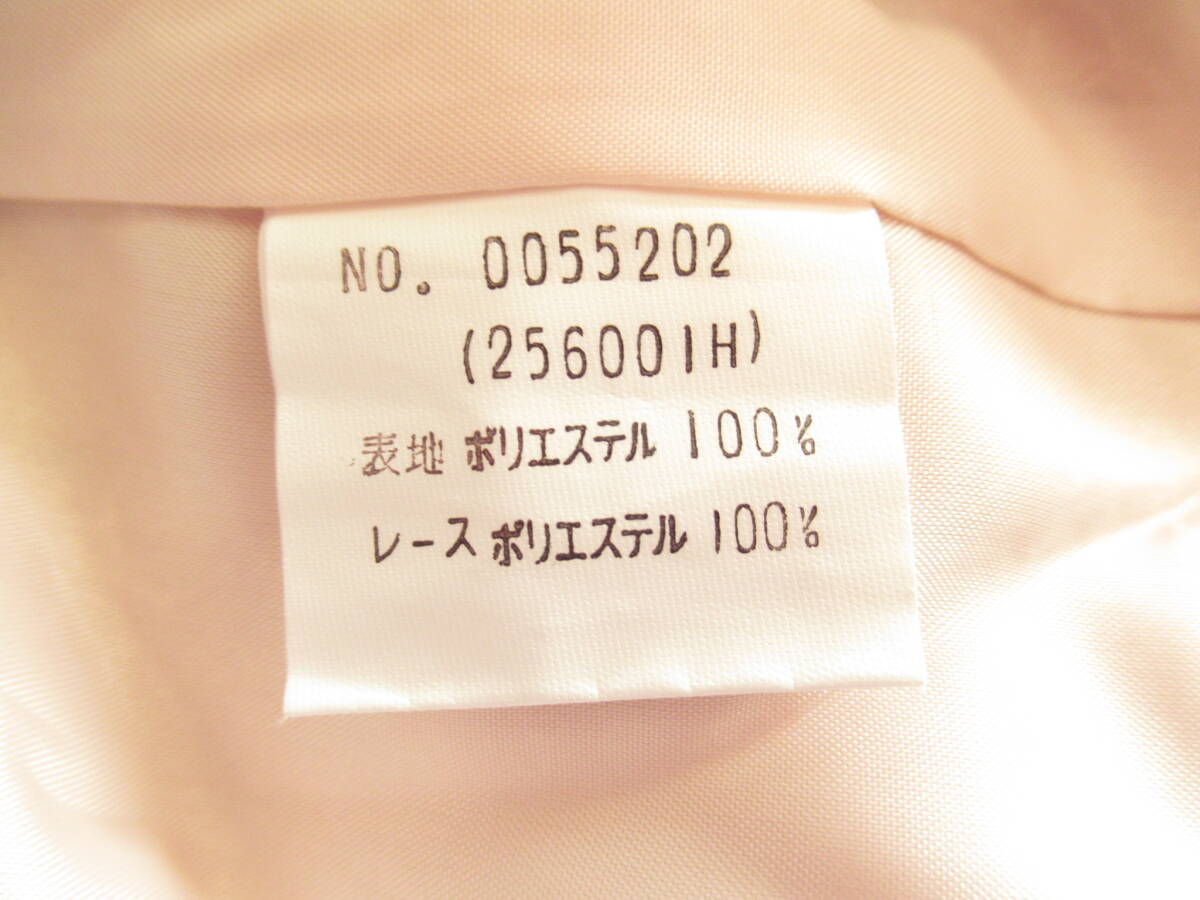 NO. 0055202
(256001H)
表地 ポリエステル 100%
レース ポリエステル 100%